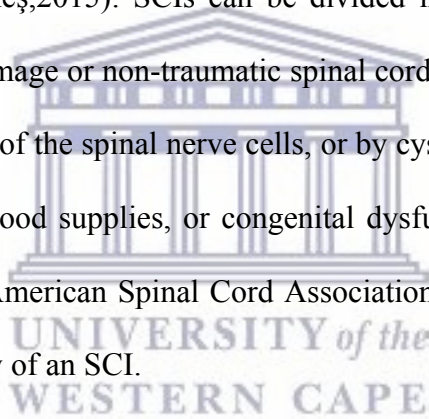 eş,2015). SCIs can be divided
mage or non-traumatic spinal cord
of the spinal nerve cells, or by cys
ood supplies, or congenital dysfu
American Spinal Cord Association
UNIVERSITY of the
y of an SCI.
WESTERN CAPE